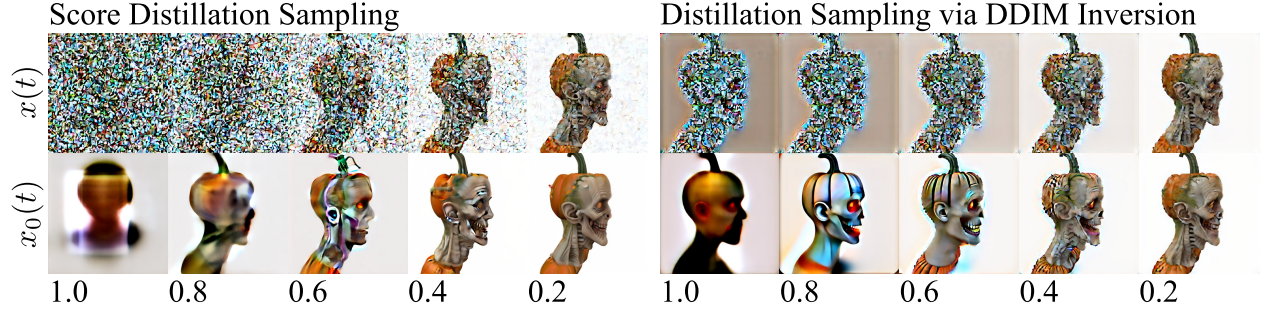 Score Distillation Sampling
Distillation Sampling via DDIM Inversion
x(t)
x₀(t)
1.0 0.8 0.6 0.4 0.2
1.0 0.8 0.6 0.4 0.2